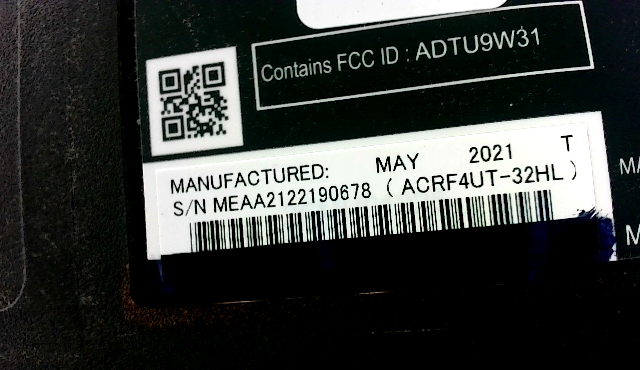 Contains FCC ID : ADTU9W31
MANUFACTURED: MAY 2021 T
S/N MEAA2122190678 ( ACRF4UT-32HL )